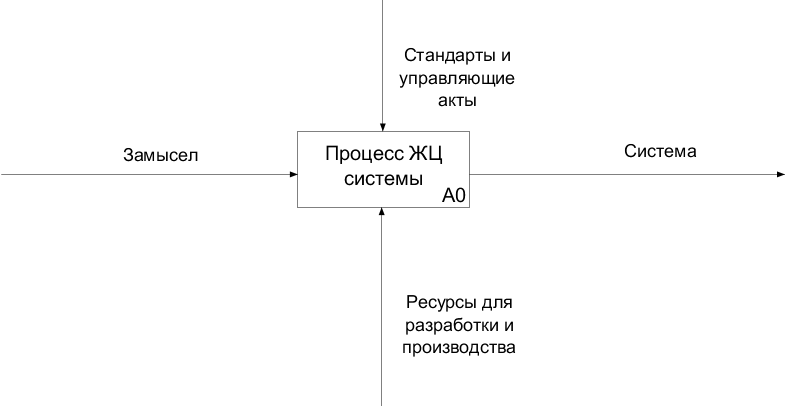 Стандарты и
управляющие
акты
Замысел
Процесс ЖЦ
системы
A0
Система
Ресурсы для
разработки и
производства